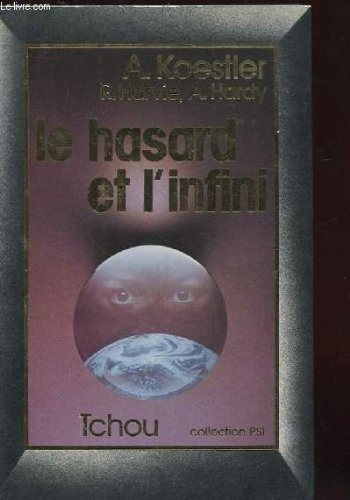 Le-livre.com
A. Koestler
R. Harvie, A. Hardy
le hasard
et l'infini
Tchou
collection PSI